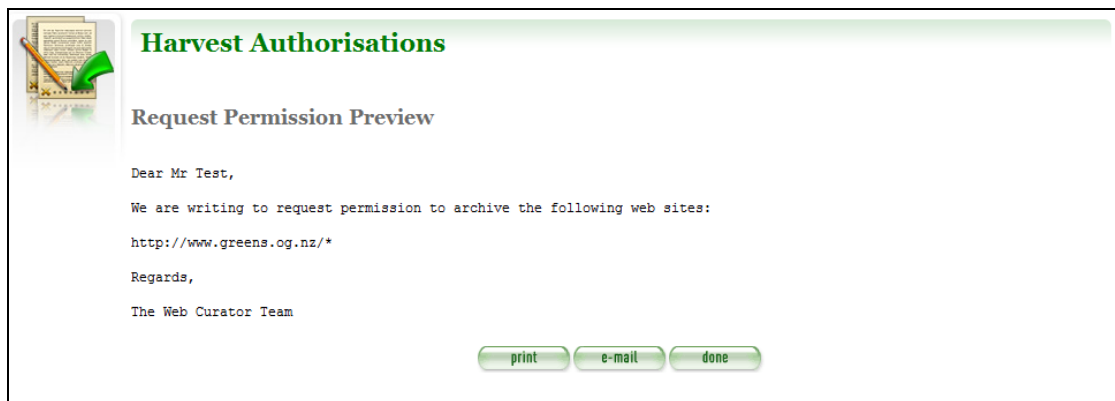 Harvest Authorisations
Request Permission Preview
Dear Mr Test,
We are writing to request permission to archive the following web sites:
http://www.greens.og.nz/*
Regards,
The Web Curator Team
print e-mail done